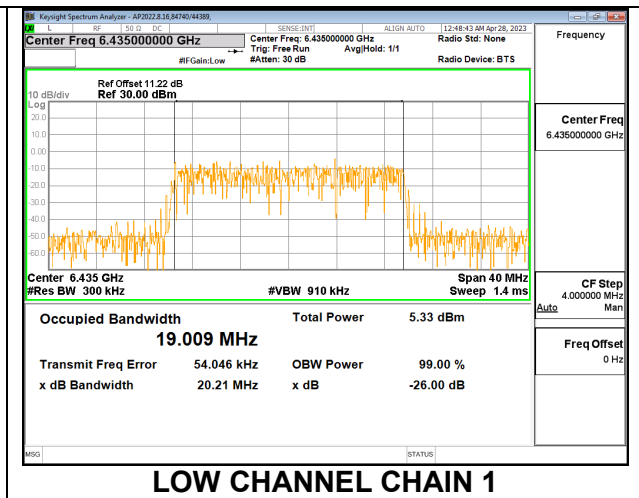 Keysight Spectrum Analyzer - AP2022.8.16,84740/44389,
LXI L RF 50 Ω DC SENSE:INT ALIGN AUTO 12:48:43 AM Apr 28, 2023
Center Freq 6.435000000 GHz
Center Freq: 6.435000000 GHz
Radio Std: None
Trig: Free Run Avg|Hold: 1/1
#IFGain:Low #Atten: 30 dB Radio Device: BTS
Frequency
Ref Offset 11.22 dB
10 dB/div Ref 30.00 dBm
Log
20.0
10.0
0.00
-10.0
-20.0
-30.0
-40.0
-50.0
-60.0
Center 6.435 GHz Span 40 MHz
#Res BW 300 kHz #VBW 910 kHz Sweep 1.4 ms
Center Freq
6.435000000 GHz
CF Step
4.000000 MHz
Auto Man
Freq Offset
0 Hz
Occupied Bandwidth Total Power 5.33 dBm
19.009 MHz
Transmit Freq Error 54.046 kHz OBW Power 99.00 %
x dB Bandwidth 20.21 MHz x dB -26.00 dB
MSG STATUS
LOW CHANNEL CHAIN 1